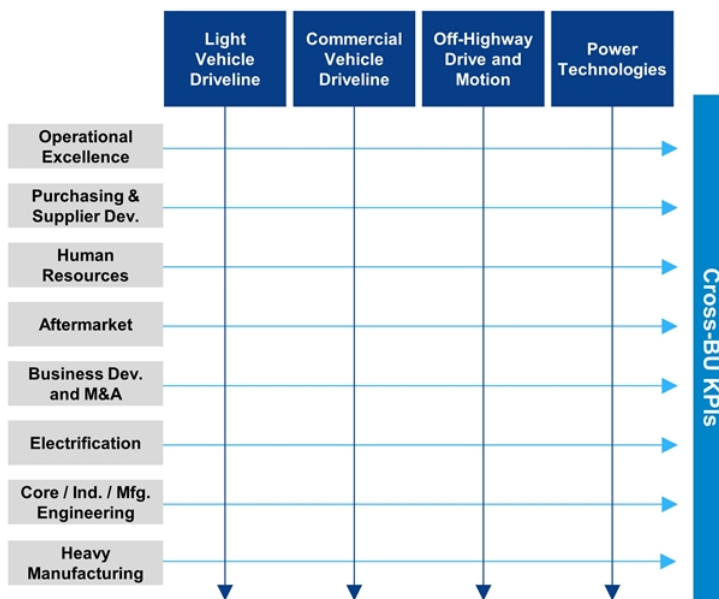 Light
Vehicle
Driveline
Commercial
Vehicle
Driveline
Off-Highway
Drive and
Motion
Power
Technologies
Operational
Excellence
Purchasing &
Supplier Dev.
Human
Resources
Aftermarket
Business Dev.
and M&A
Electrification
Core / Ind. / Mfg.
Engineering
Heavy
Manufacturing
Cross-BU KPIs